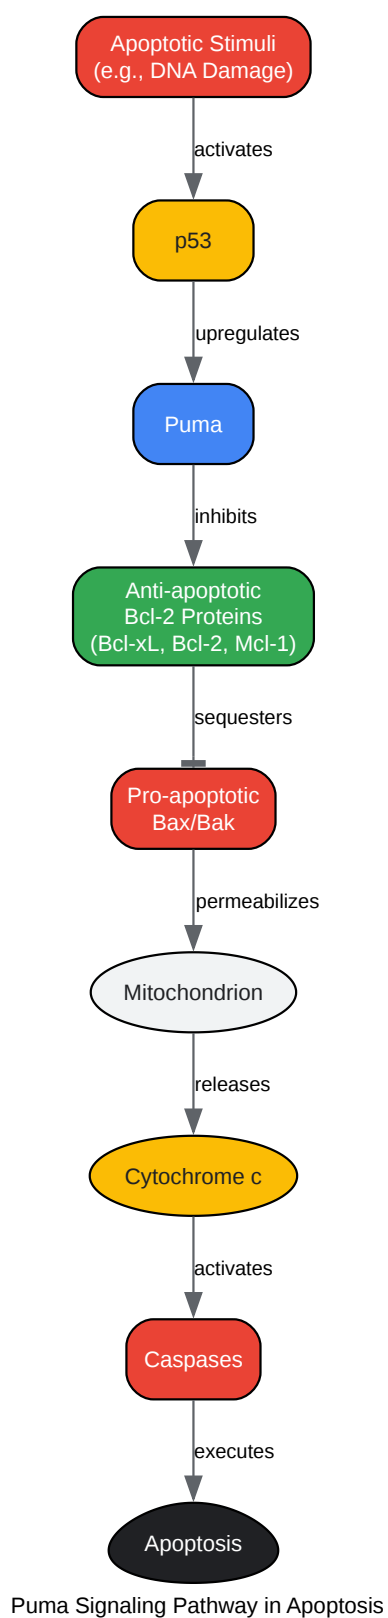 Apoptotic Stimuli
(e.g., DNA Damage)
activates
p53
upregulates
Puma
inhibits
Anti-apoptotic
Bcl-2 Proteins
(Bcl-xL, Bcl-2, Mcl-1)
sequesters
Pro-apoptotic
Bax/Bak
permeabilizes
Mitochondrion
releases
Cytochrome c
activates
Caspases
executes
Apoptosis
Puma Signaling Pathway in Apoptosis